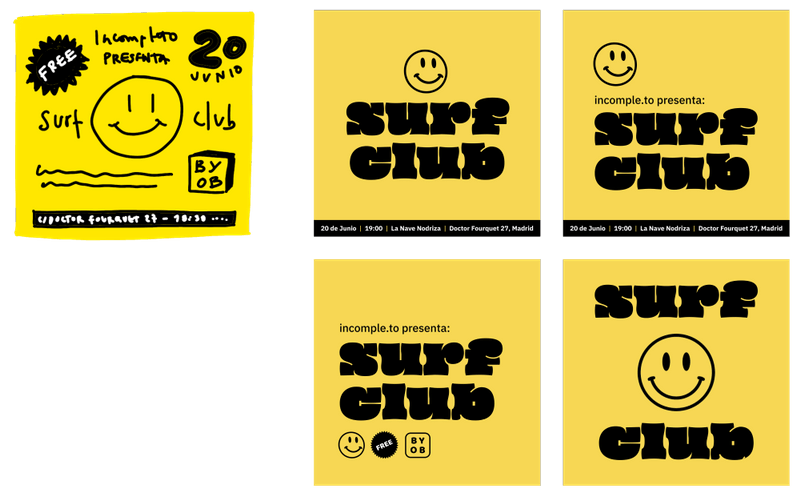 FREE
Incompleto
PRESENTA
20
JUNIO
Surf
club
BY
OB
C/DOCTOR FOURQUET 27 - 18:30 ....
surf
club
20 de Junio | 19:00 | La Nave Nodriza | Doctor Fourquet 27, Madrid
incomple.to presenta:
surf
club
20 de Junio | 19:00 | La Nave Nodriza | Doctor Fourquet 27, Madrid
incomple.to presenta:
surf
club
FREE
BY
OB
surf
club